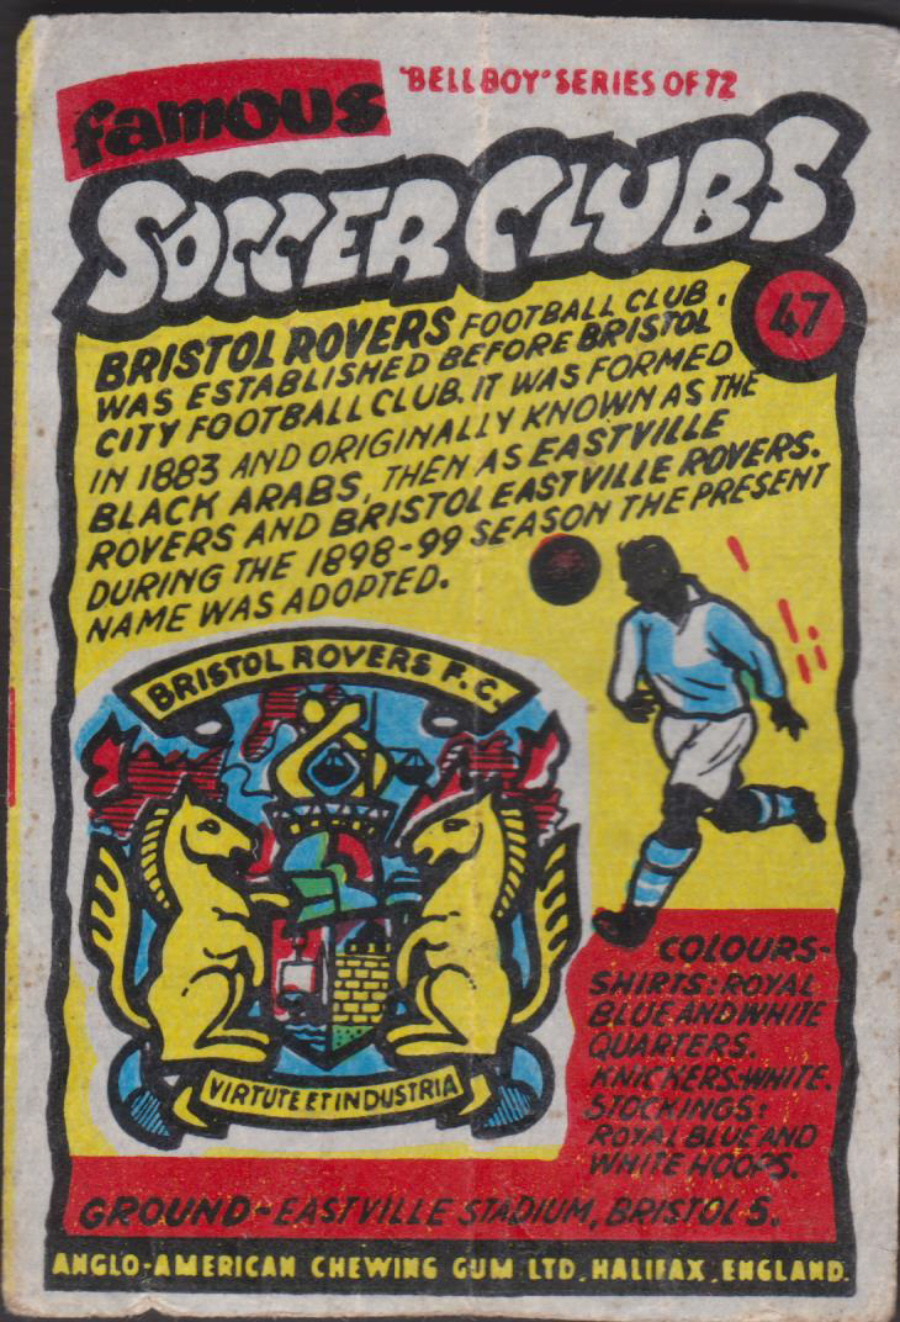 famous
'BELL BOY' SERIES OF 72
SOCCER CLUBS
47
BRISTOL ROVERS FOOTBALL CLUB.
WAS ESTABLISHED BEFORE BRISTOL
CITY FOOTBALL CLUB. IT WAS FORMED
IN 1883 AND ORIGINALLY KNOWN AS THE
BLACK ARABS, THEN AS EASTVILLE
ROVERS AND BRISTOL EASTVILLE ROVERS.
DURING THE 1898-99 SEASON THE PRESENT
NAME WAS ADOPTED.
BRISTOL ROVERS F.C.
VIRTUTE ET INDUSTRIA
COLOURS-
SHIRTS: ROYAL
BLUE AND WHITE
QUARTERS.
KNICKERS:WHITE.
STOCKINGS:
ROYAL BLUE AND
WHITE HOOPS.
GROUND-EASTVILLE STADIUM, BRISTOL 5.
ANGLO-AMERICAN CHEWING GUM LTD. HALIFAX. ENGLAND.